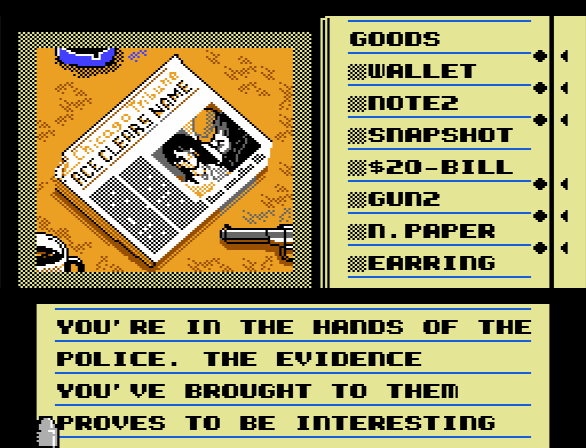 Chicago Tribune
ACE CLEARS NAME
GOODS
WALLET
NOTE2
SNAPSHOT
$20-BILL
GUN2
N.PAPER
EARRING
YOU'RE IN THE HANDS OF THE
POLICE. THE EVIDENCE
YOU'VE BROUGHT TO THEM
PROVES TO BE INTERESTING